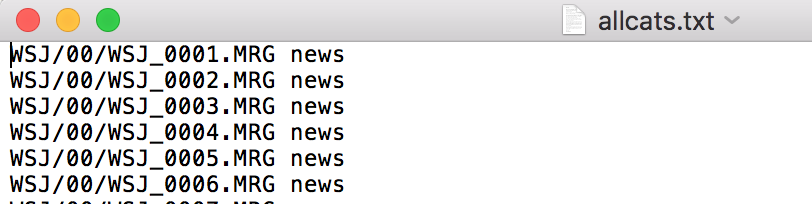 allcats.txt
WSJ/00/WSJ_0001.MRG news
WSJ/00/WSJ_0002.MRG news
WSJ/00/WSJ_0003.MRG news
WSJ/00/WSJ_0004.MRG news
WSJ/00/WSJ_0005.MRG news
WSJ/00/WSJ_0006.MRG news